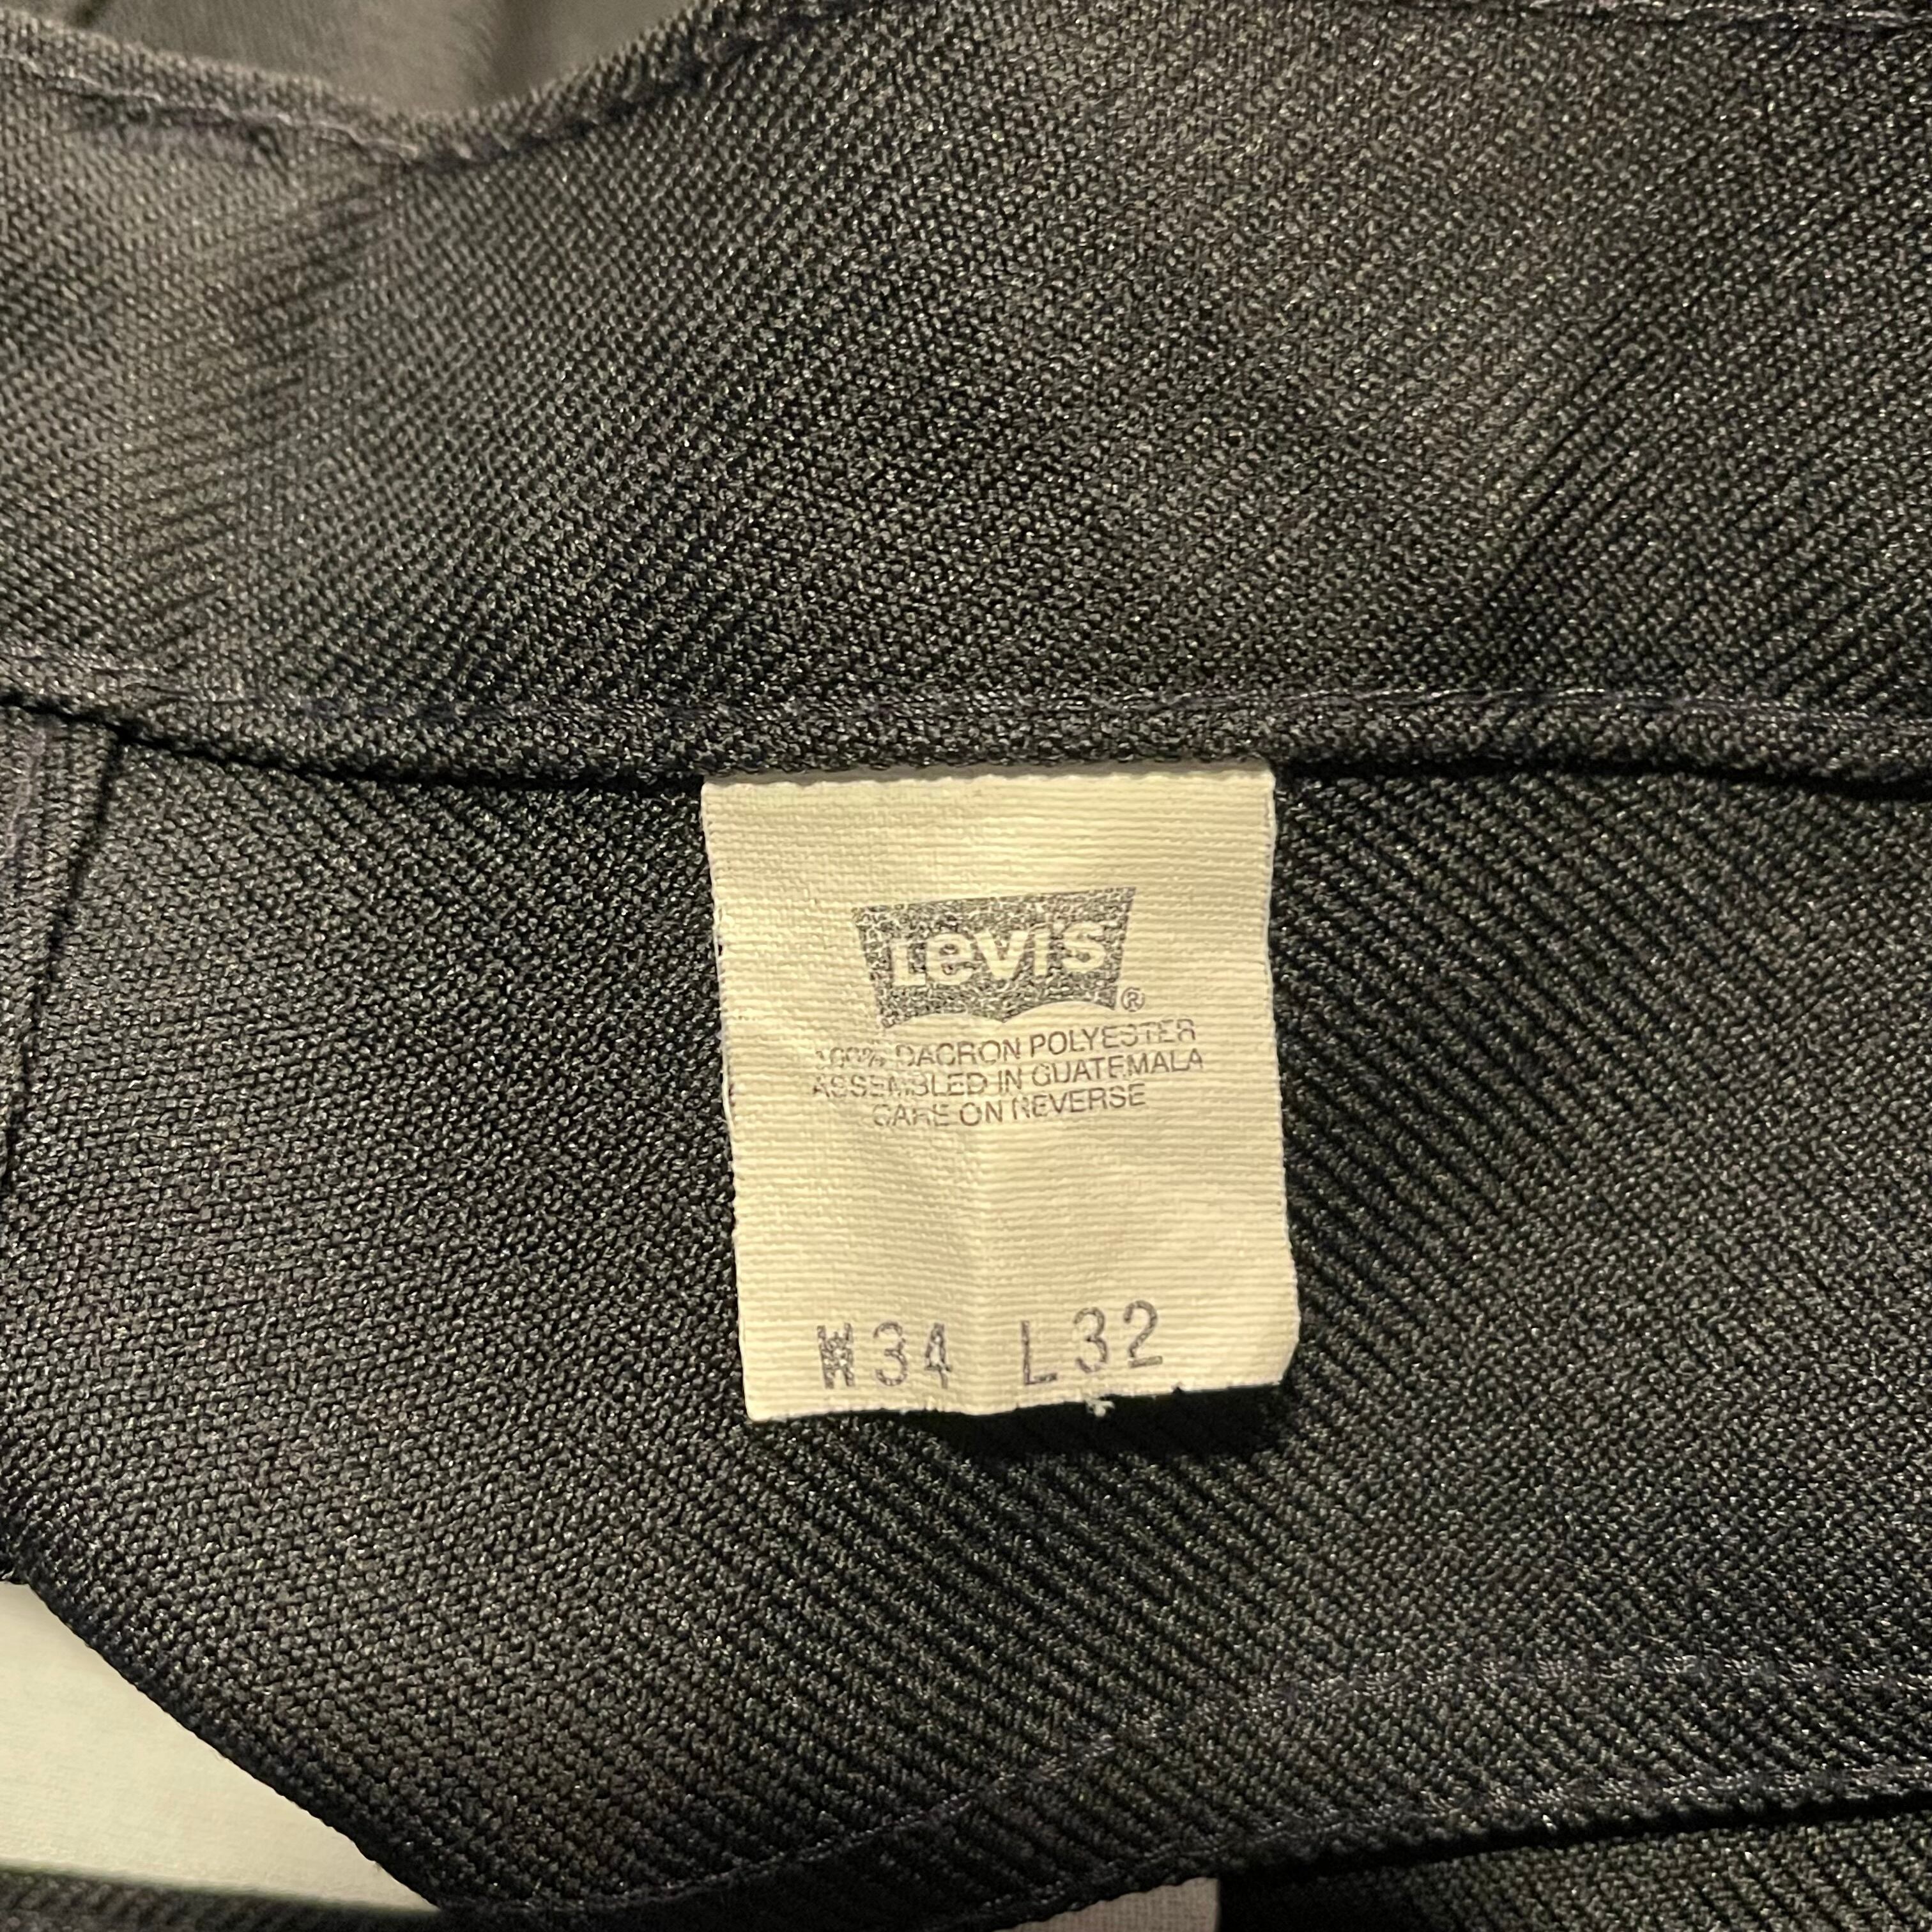 Levi's ®
100% DACRON POLYESTER
ASSEMBLED IN GUATEMALA
CARE ON REVERSE
W34 L32